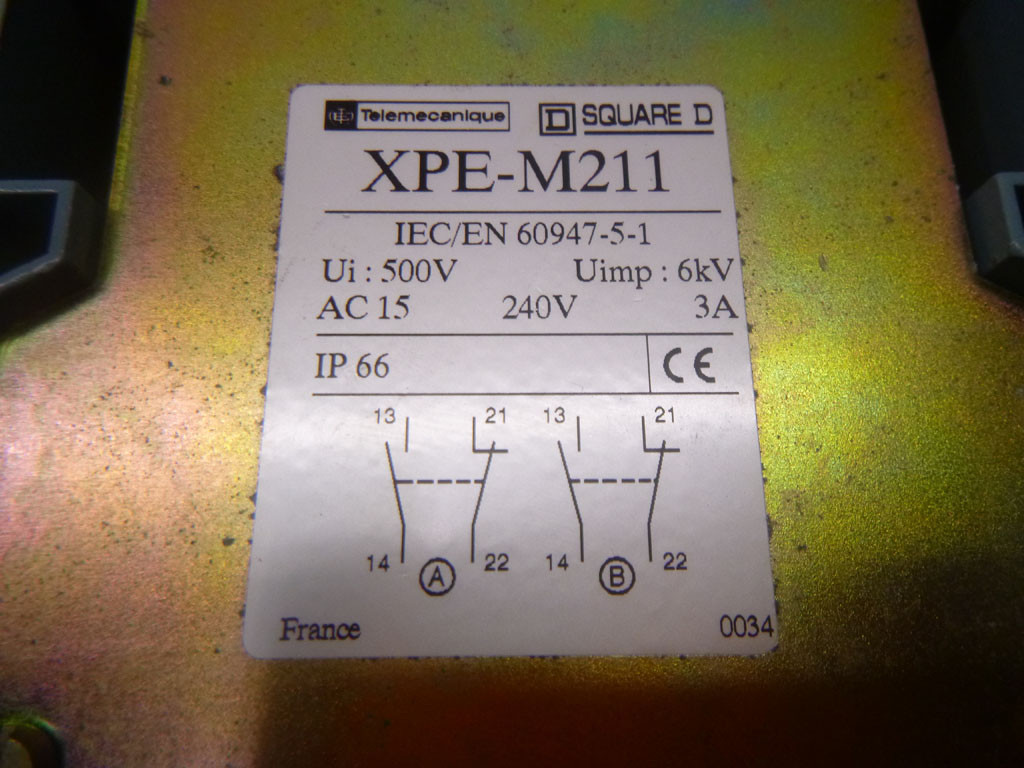 Telemecanique D SQUARE D
XPE-M211
IEC/EN 60947-5-1
Ui : 500V Uimp : 6kV
AC 15 240V 3A
IP 66 CE
13 21 13 21
14 A 22 14 B 22
France 0034